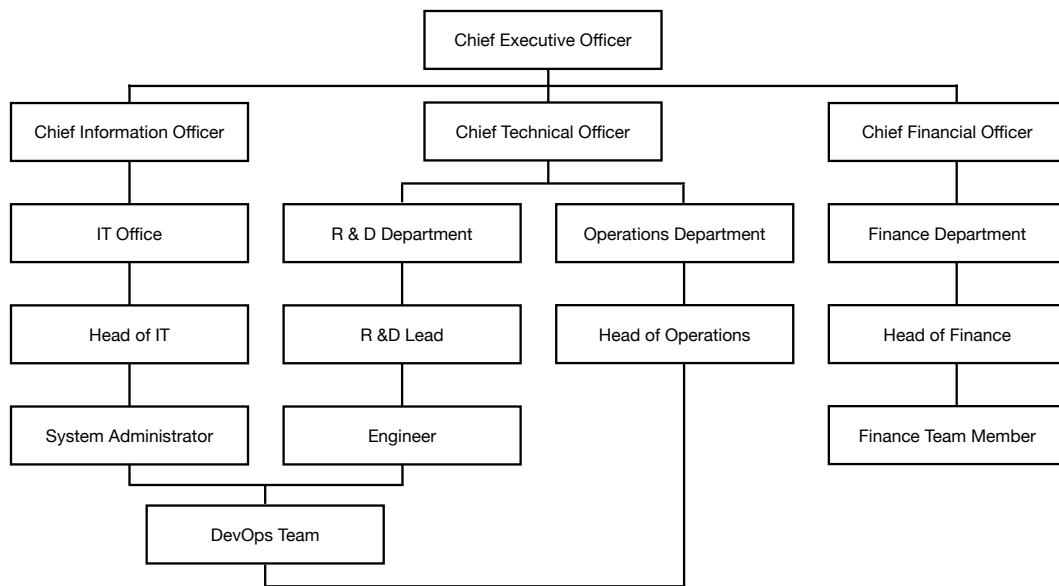 Chief Executive Officer
Chief Information Officer
Chief Technical Officer
Chief Financial Officer
IT Office
R & D Department
Operations Department
Finance Department
Head of IT
R &D Lead
Head of Operations
Head of Finance
System Administrator
Engineer
Finance Team Member
DevOps Team